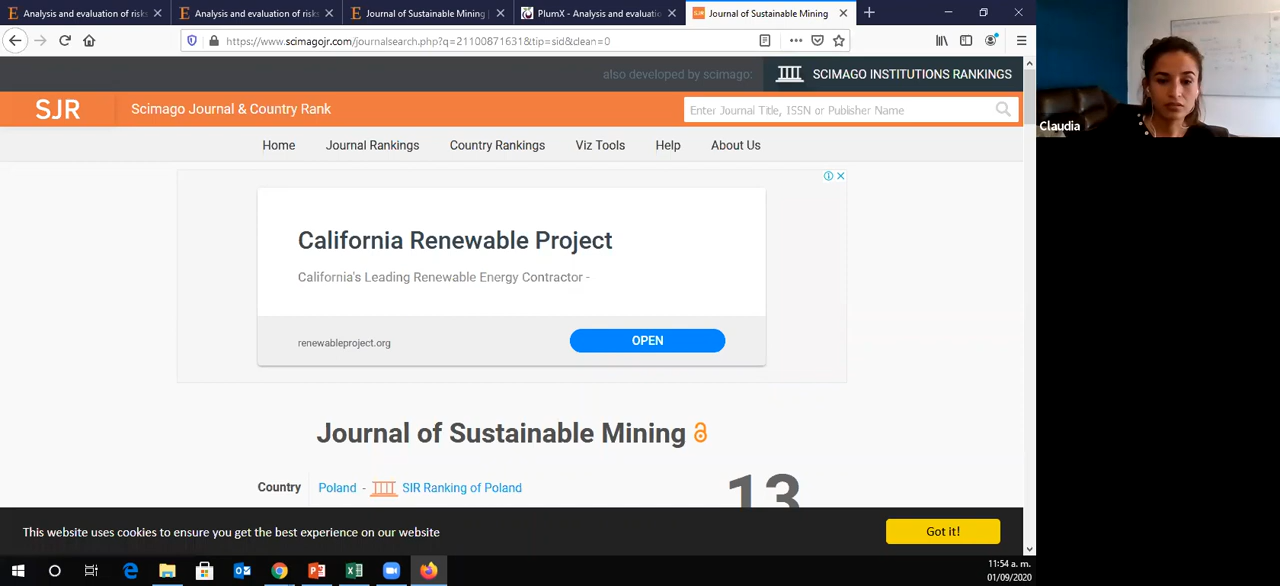 Analysis and evaluation of risks
Analysis and evaluation of risks
Journal of Sustainable Mining |
PlumX - Analysis and evaluatio
Journal of Sustainable Mining
https://www.scimagojr.com/journalsearch.php?q=21100871631&tip=sid&clean=0
also developed by scimago:
SCIMAGO INSTITUTIONS RANKINGS
SJR
Scimago Journal & Country Rank
Enter Journal Title, ISSN or Publisher Name
Home
Journal Rankings
Country Rankings
Viz Tools
Help
About Us
California Renewable Project
California's Leading Renewable Energy Contractor -
renewableproject.org
OPEN
Journal of Sustainable Mining
Country
Poland - SIR Ranking of Poland
13
This website uses cookies to ensure you get the best experience on our website
Got it!
11:54 a. m.
01/09/2020
Claudia